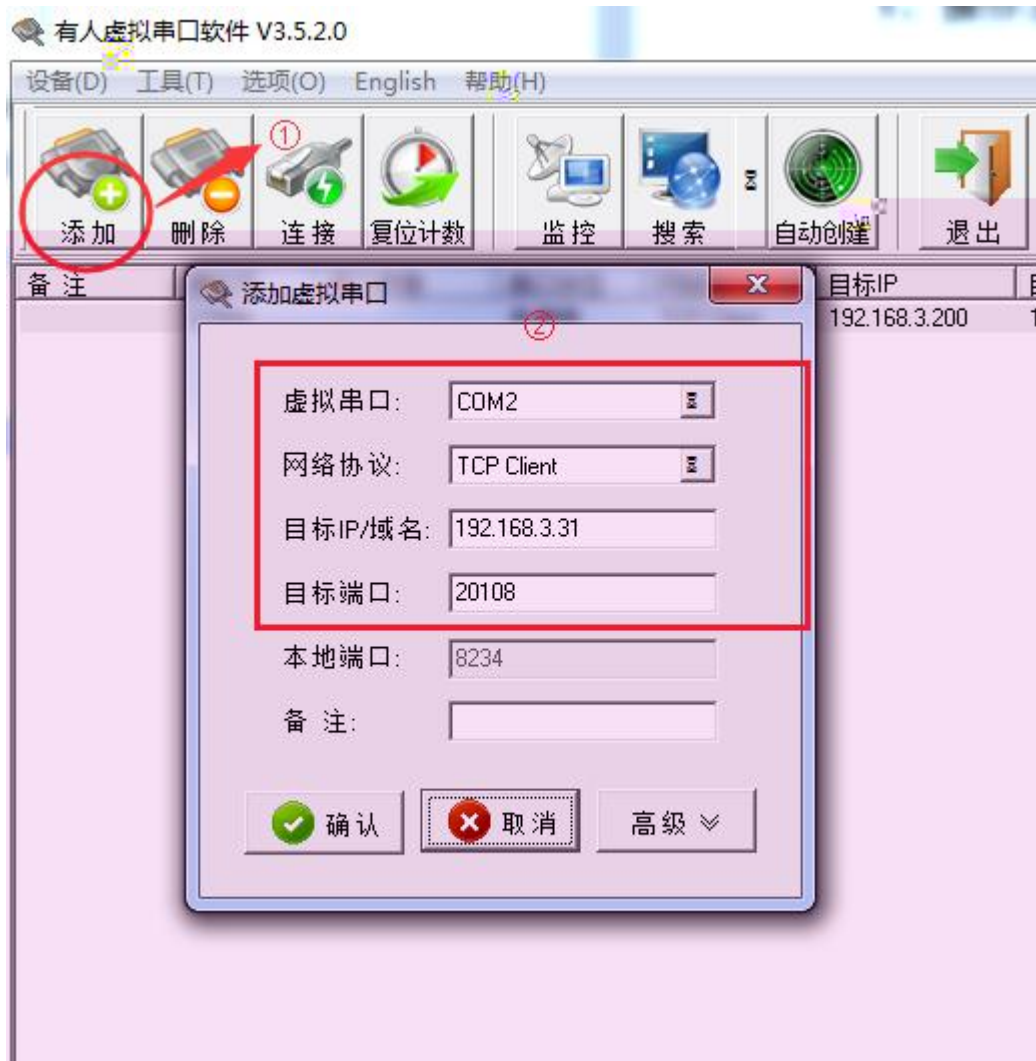 有人虚拟串口软件 V3.5.2.0
设备(D) 工具(T) 选项(O) English 帮助(H)
①
添加 删除 连接 复位计数 监控 搜索 自动创建 退出
备 注 目标IP
添加虚拟串口
192.168.3.200
②
虚拟串口: COM2
网络协议: TCP Client
目标IP/域名: 192.168.3.31
目标端口: 20108
本地端口: 8234
备 注:
确认 取消 高级